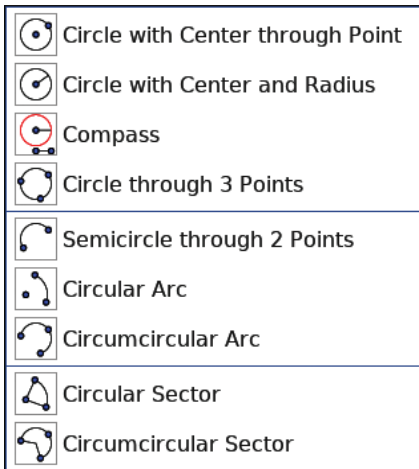 Circle with Center through Point
Circle with Center and Radius
Compass
Circle through 3 Points
Semicircle through 2 Points
Circular Arc
Circumcircular Arc
Circular Sector
Circumcircular Sector